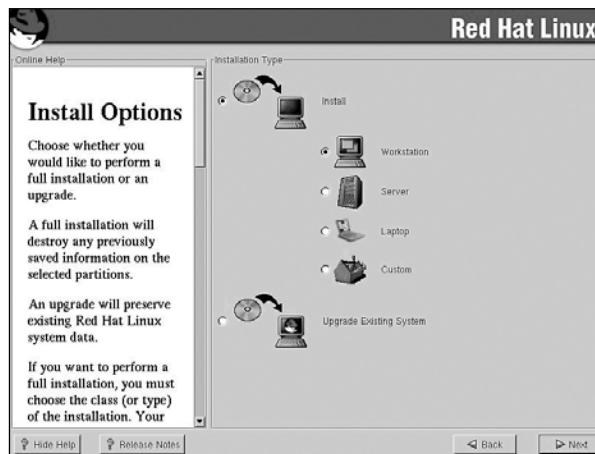 Red Hat Linux
Online Help
Install Options
Choose whether you
would like to perform a
full installation or an
upgrade.
A full installation will
destroy any previously
saved information on the
selected partitions.
An upgrade will preserve
existing Red Hat Linux
system data.
If you want to perform a
full installation, you must
choose the class (or type)
of the installation. Your
Installation Type
Install
Workstation
Server
Laptop
Custom
Upgrade Existing System
Hide Help
Release Notes
Back
Next